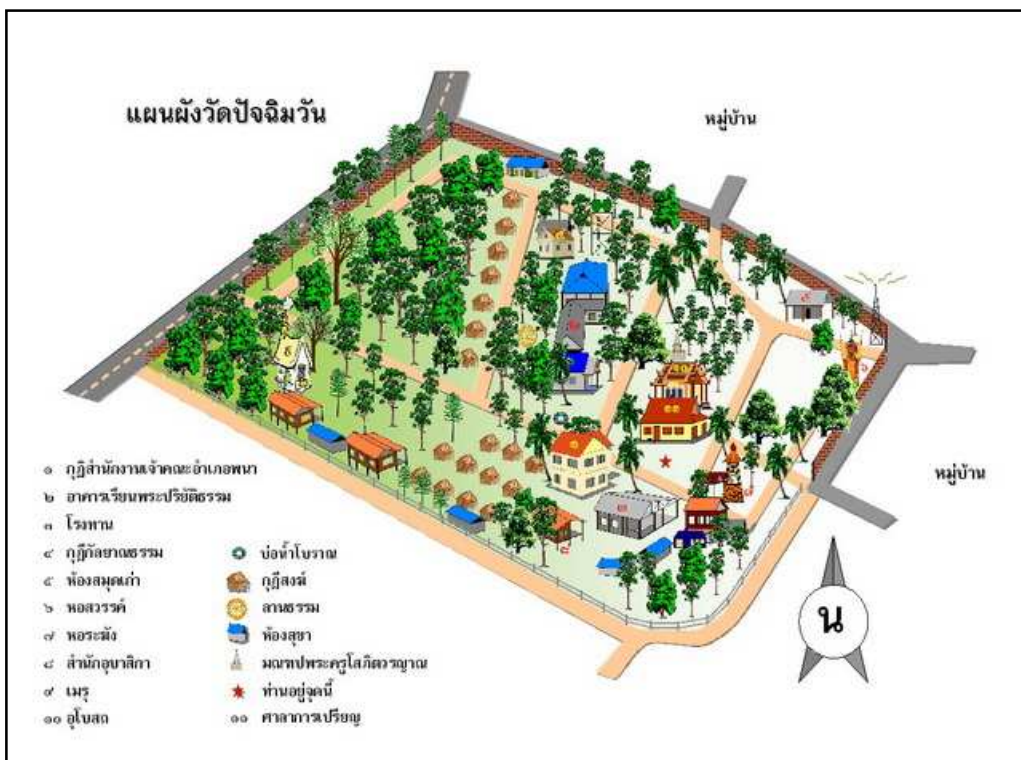 แผนผังวัดปัจฉิมวัน
หมู่บ้าน
หมู่บ้าน
๑ กุฏิสำนักงานเจ้าคณะอำเภอพนา
๒ อาคารเรียนพระปริยัติธรรม
๓ โรงทาน
๔ กุฏิกัลยาณธรรม
๕ ห้องสมุดเก่า
๖ หอสวรรค์
๗ หอระฆัง
๘ สำนักอุบาสิกา
๙ เมรุ
๑๐ อุโบสถ
บ่อน้ำโบราณ
กุฏิสงฆ์
ลานธรรม
ห้องสุขา
มณฑปพระครูโสภิตวรญาณ
ท่านอยู่จุดนี้
๑๑ ศาลาการเปรียญ
น